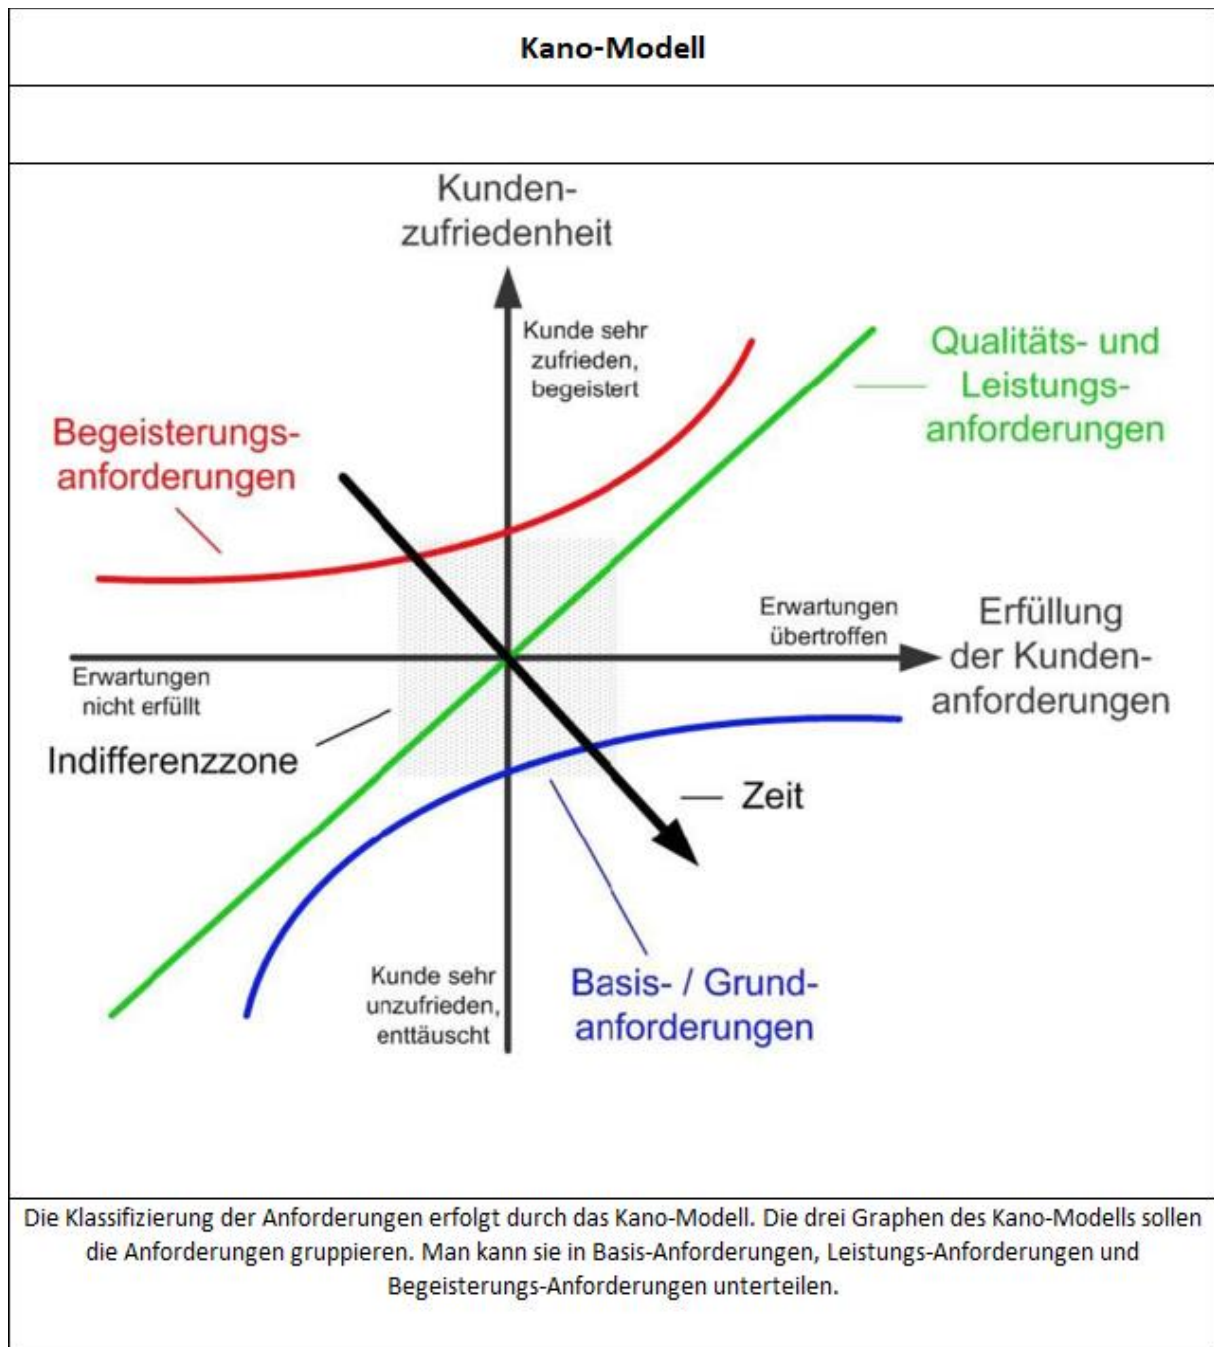 Kano-Modell
Kunden-
zufriedenheit
Kunde sehr
zufrieden,
begeistert
Qualitäts- und
Leistungs-
anforderungen
Begeisterungs-
anforderungen
Erwartungen
übertroffen
Erfüllung
der Kunden-
anforderungen
Erwartungen
nicht erfüllt
Indifferenzzone
Zeit
Kunde sehr
unzufrieden,
enttäuscht
Basis- / Grund-
anforderungen
Die Klassifizierung der Anforderungen erfolgt durch das Kano-Modell. Die drei Graphen des Kano-Modells sollen
die Anforderungen gruppieren. Man kann sie in Basis-Anforderungen, Leistungs-Anforderungen und
Begeisterungs-Anforderungen unterteilen.